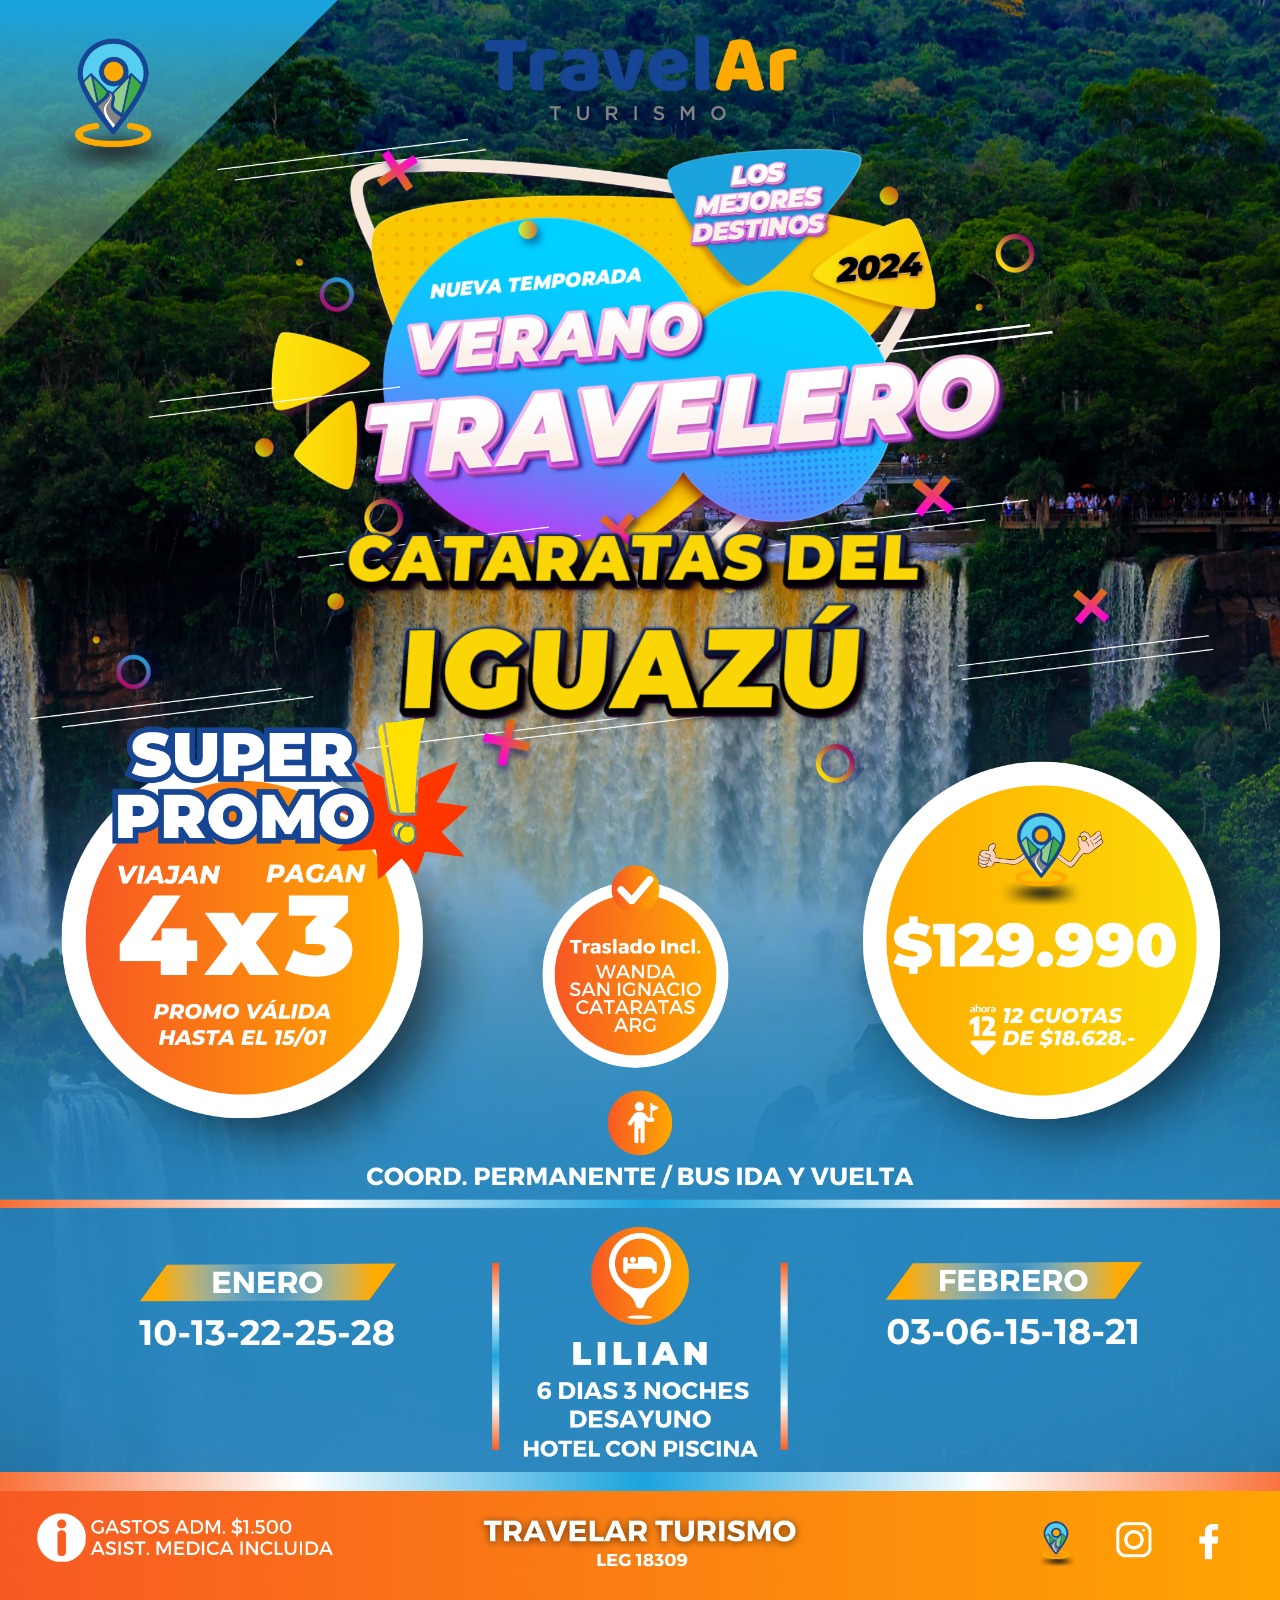 TravelAr
TURISMO
LOS
MEJORES
DESTINOS
2024
NUEVA TEMPORADA
VERANO
TRAVELERO
CATARATAS DEL
IGUAZÚ
SUPER
PROMO!
VIAJAN PAGAN
4x3
PROMO VÁLIDA
HASTA EL 15/01
Traslado Incl.
WANDA
SAN IGNACIO
CATARATAS
ARG
$129.990
ahora
12
12 CUOTAS
DE $18.628.-
COORD. PERMANENTE / BUS IDA Y VUELTA
ENERO
10-13-22-25-28
LILIAN
6 DIAS 3 NOCHES
DESAYUNO
HOTEL CON PISCINA
FEBRERO
03-06-15-18-21
GASTOS ADM. $1.500
ASIST. MEDICA INCLUIDA
TRAVELAR TURISMO
LEG 18309